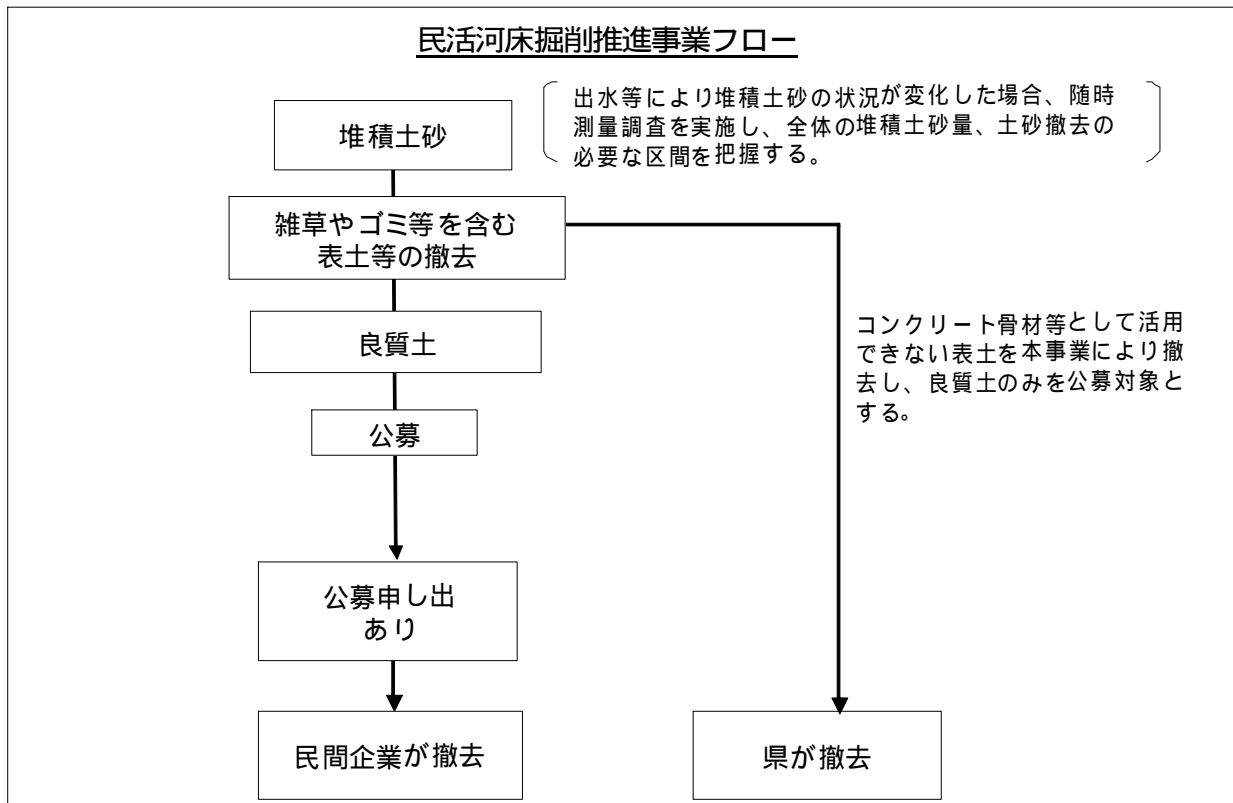 民活河床掘削推進事業フロー
出水等により堆積土砂の状況が変化した場合、随時
測量調査を実施し、全体の堆積土砂量、土砂撤去の
必要な区間を把握する。
堆積土砂
雑草やゴミ等を含む
表土等の撤去
良質土
コンクリート骨材等として活用
できない表土を本事業により撤
去し、良質土のみを公募対象と
する。
公募
公募申し出
あり
民間企業が撤去
県が撤去